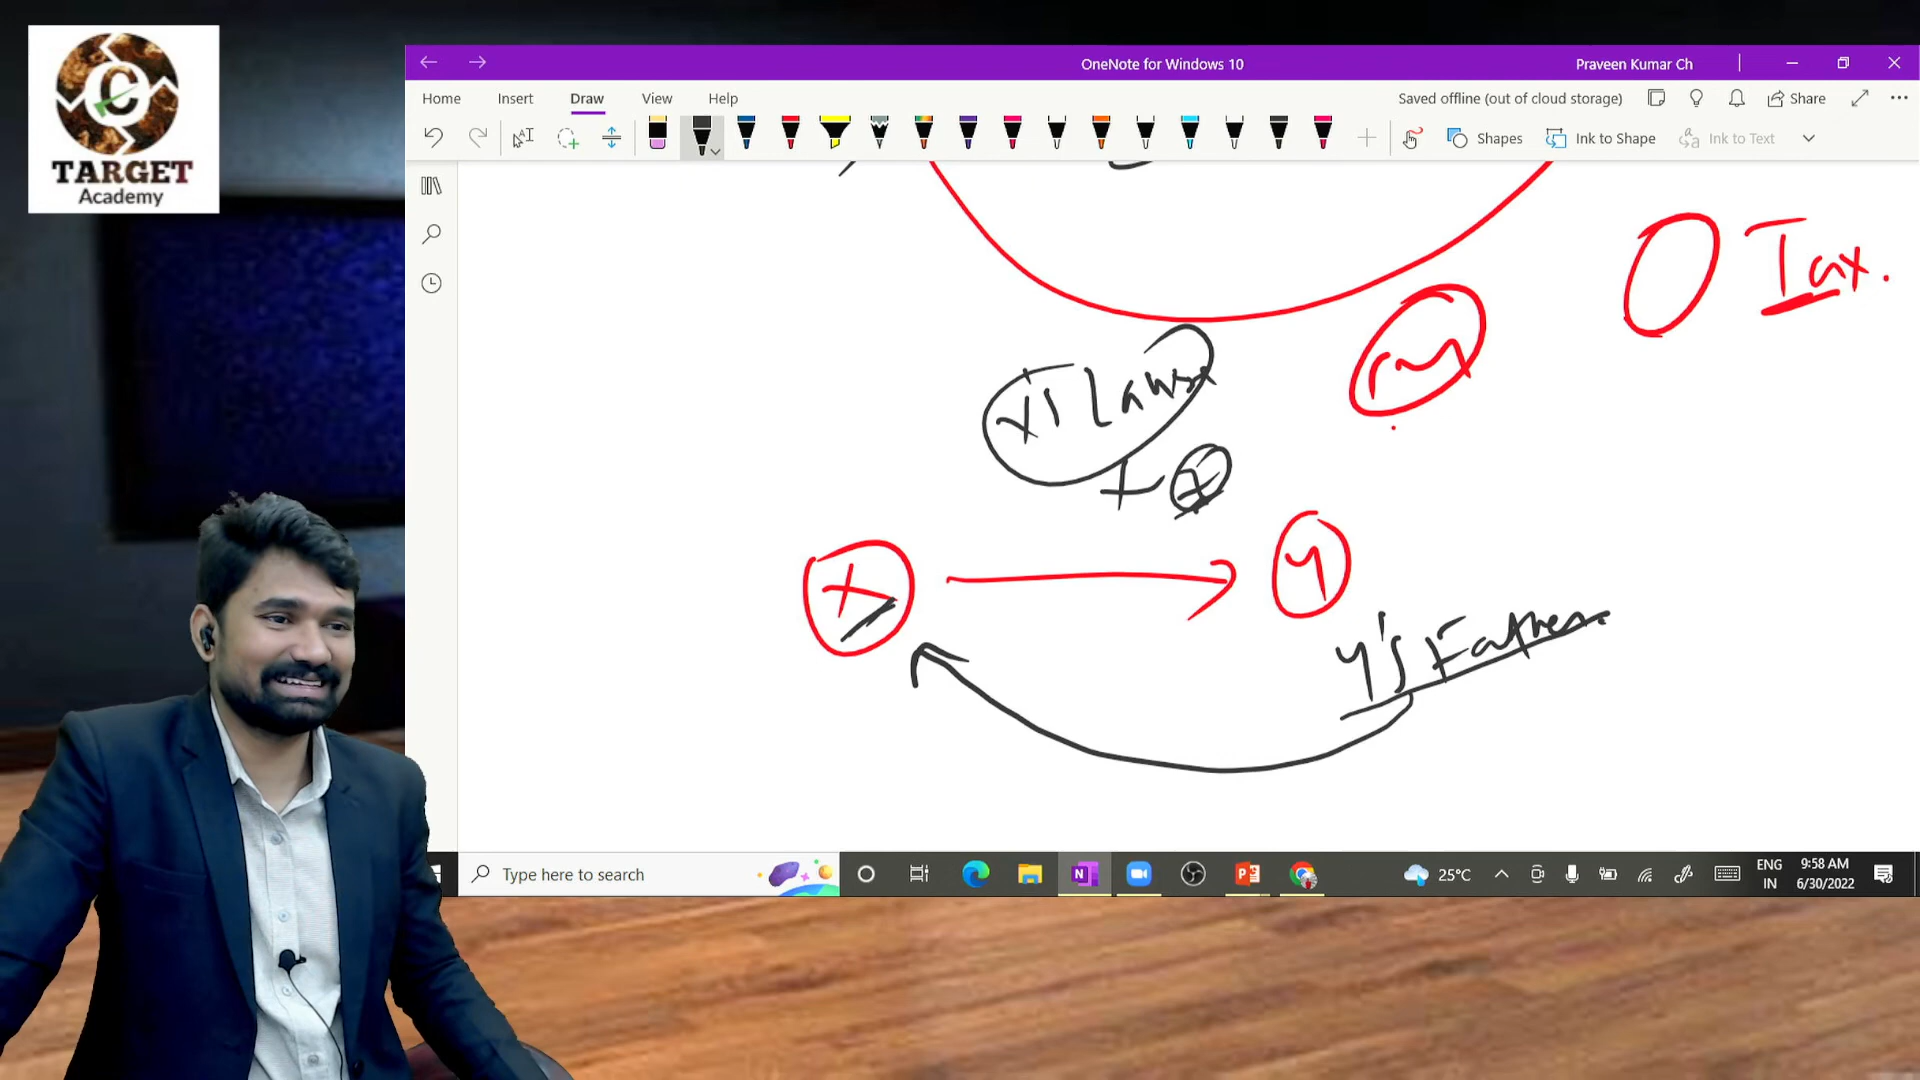 C
TARGET
Academy
OneNote for Windows 10
Praveen Kumar Ch
Home Insert Draw View Help
Saved offline (out of cloud storage)
Share
Shapes
Ink to Shape
Ink to Text
O Tax.
X's Laws
+
X
Y
Y's Father
Type here to search
25°C
ENG
IN
9:58 AM
6/30/2022